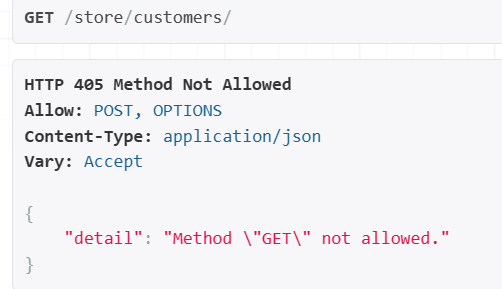 GET /store/customers/
HTTP 405 Method Not Allowed
Allow: POST, OPTIONS
Content-Type: application/json
Vary: Accept
{
    "detail": "Method \"GET\" not allowed."
}